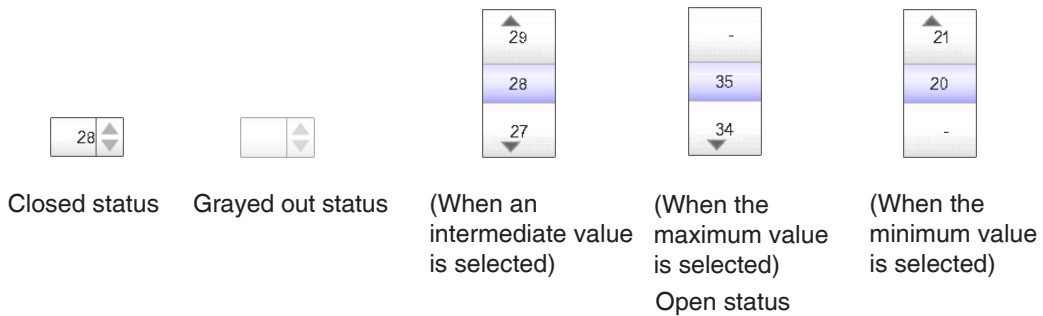 29
28
27
-
35
34
21
20
-
28
Closed status
Grayed out status
(When an
intermediate value
is selected)
(When the
maximum value
is selected)
(When the
minimum value
is selected)
Open status